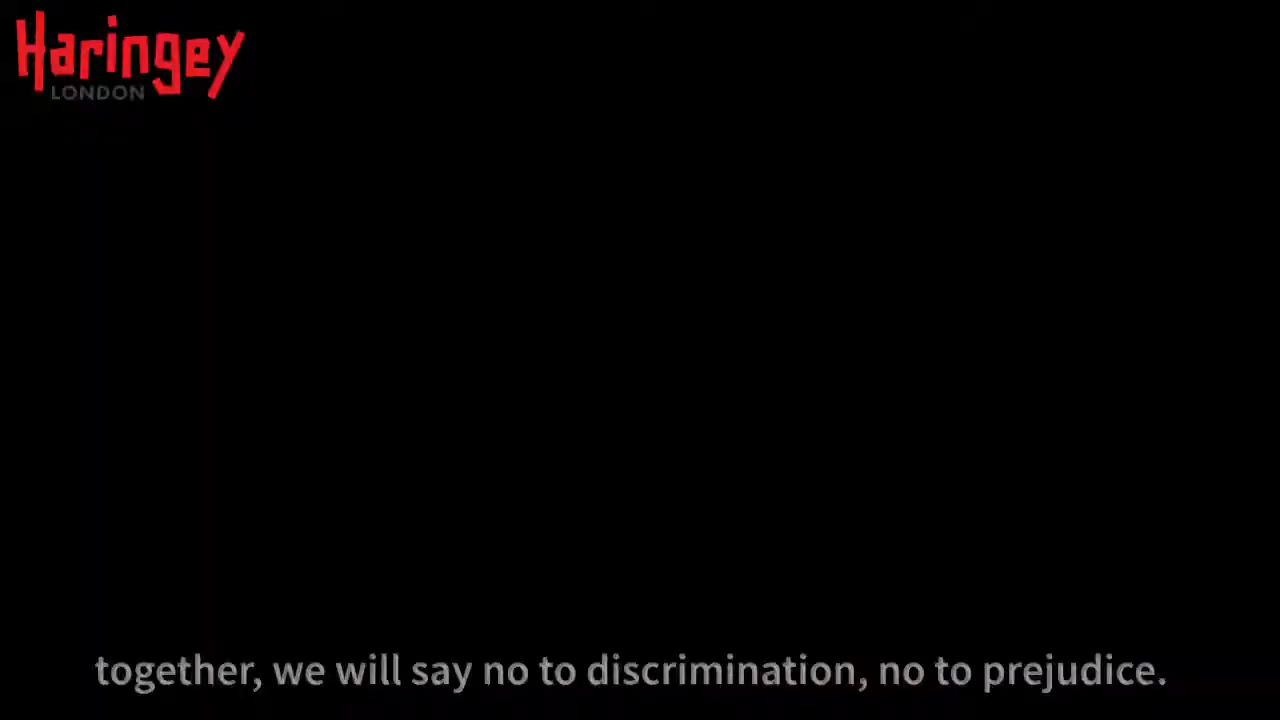 Haringey
LONDON
together, we will say no to discrimination, no to prejudice.